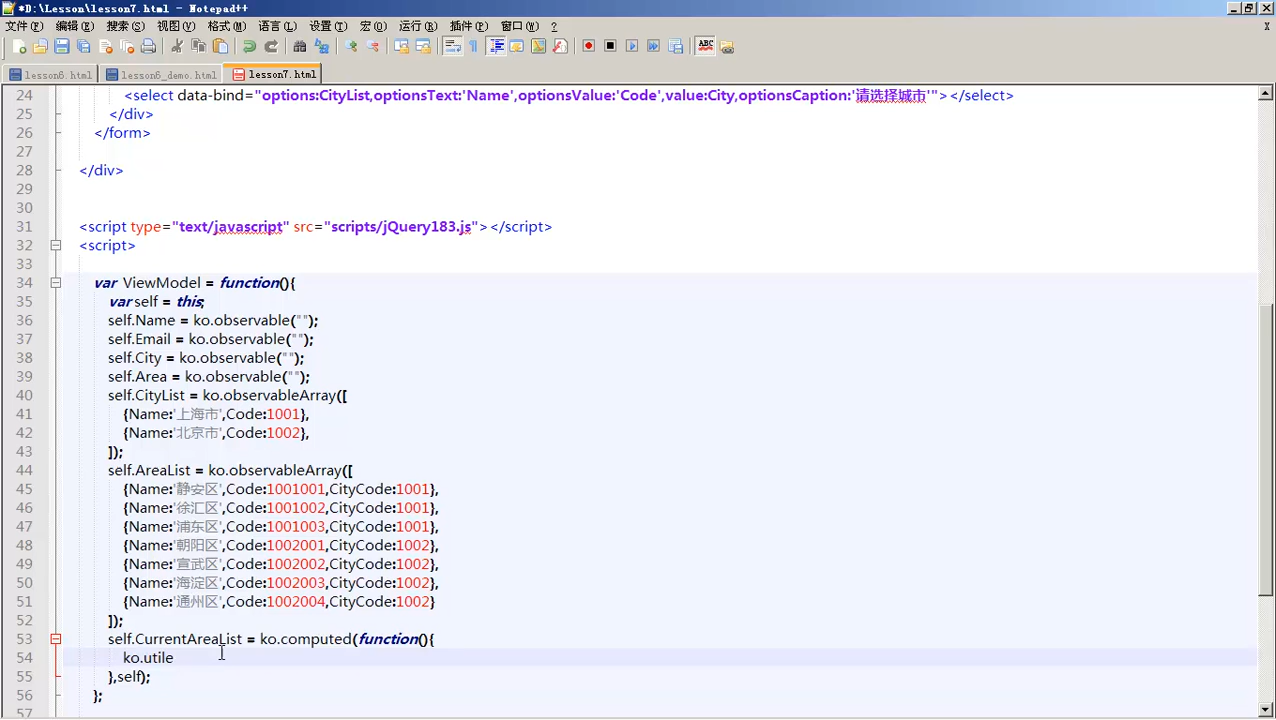 *D:\Lesson\lesson7.html - Notepad++
文件(F) 编辑(E) 搜索(S) 视图(V) 格式(M) 语言(L) 设置(T) 宏(O) 运行(R) 插件(P) 窗口(W) ? X
lesson6.html lesson6_demo.html lesson7.html
24 <select data-bind="options:CityList,optionsText:'Name',optionsValue:'Code',value:City,optionsCaption:'请选择城市'"></select>
25 </div>
26 </form>
27
28 </div>
29
30
31 <script type="text/javascript" src="scripts/jQuery183.js"></script>
32 <script>
33
34 var ViewModel = function(){
35 var self = this;
36 self.Name = ko.observable("");
37 self.Email = ko.observable("");
38 self.City = ko.observable("");
39 self.Area = ko.observable("");
40 self.CityList = ko.observableArray([
41 {Name:'上海市',Code:1001},
42 {Name:'北京市',Code:1002},
43 ]);
44 self.AreaList = ko.observableArray([
45 {Name:'静安区',Code:1001001,CityCode:1001},
46 {Name:'徐汇区',Code:1001002,CityCode:1001},
47 {Name:'浦东区',Code:1001003,CityCode:1001},
48 {Name:'朝阳区',Code:1002001,CityCode:1002},
49 {Name:'宣武区',Code:1002002,CityCode:1002},
50 {Name:'海淀区',Code:1002003,CityCode:1002},
51 {Name:'通州区',Code:1002004,CityCode:1002}
52 ]);
53 self.CurrentAreaList = ko.computed(function(){
54 ko.utile
55 },self);
56 };
57